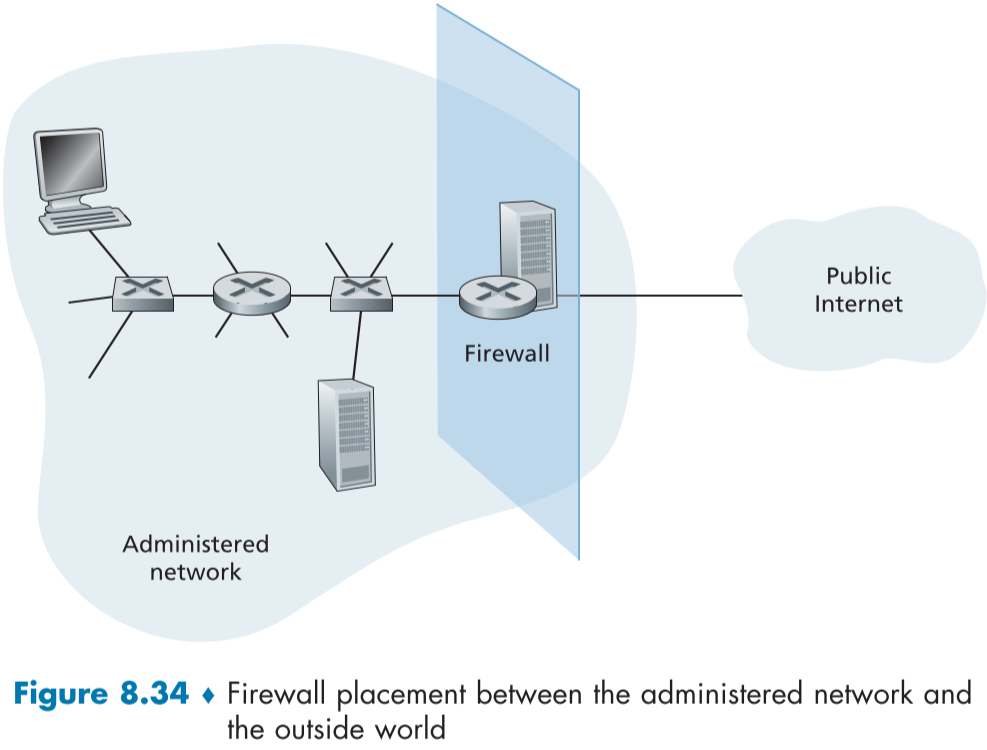 Public
Internet
Firewall
Administered
network
Figure 8.34 ♦ Firewall placement between the administered network and
the outside world